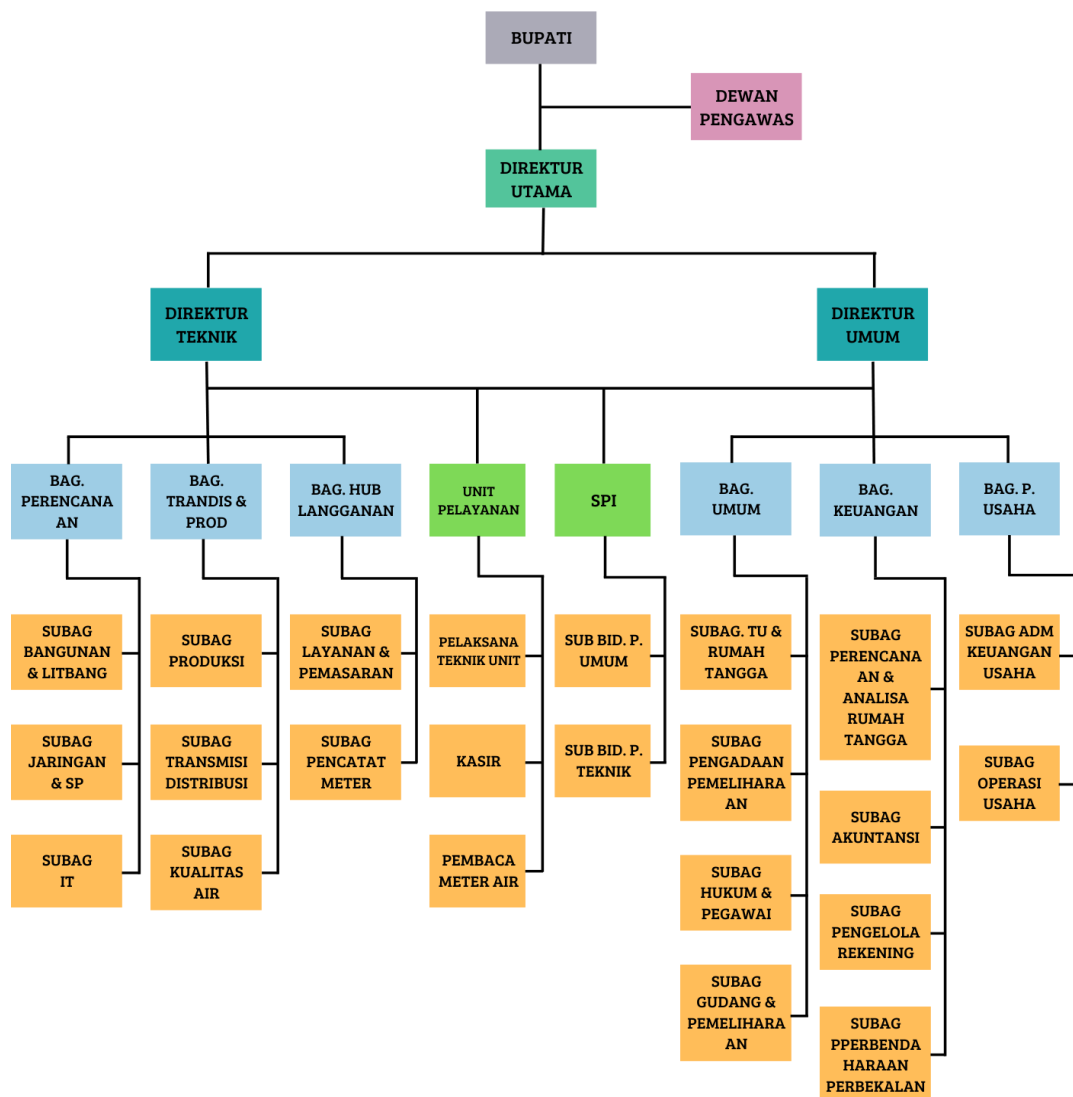 BUPATI
DEWAN
PENGAWAS
DIREKTUR
UTAMA
DIREKTUR
TEKNIK
DIREKTUR
UMUM
BAG.
PERENCANA
AN
BAG.
TRANDIS &
PROD
BAG. HUB
LANGGANAN
UNIT
PELAYANAN
SPI
BAG.
UMUM
BAG.
KEUANGAN
BAG. P.
USAHA
SUBAG
BANGUNAN
& LITBANG
SUBAG
JARINGAN
& SP
SUBAG
IT
SUBAG
PRODUKSI
SUBAG
TRANSMISI
DISTRIBUSI
SUBAG
KUALITAS
AIR
SUBAG
LAYANAN &
PEMASARAN
SUBAG
PENCATAT
METER
PELAKSANA
TEKNIK UNIT
KASIR
PEMBACA
METER AIR
SUB BID. P.
UMUM
SUB BID. P.
TEKNIK
SUBAG. TU &
RUMAH
TANGGA
SUBAG
PENGADAAN
PEMELIHARA
AN
SUBAG
HUKUM &
PEGAWAI
SUBAG
GUDANG &
PEMELIHARA
AN
SUBAG
PERENCANA
AN &
ANALISA
RUMAH
TANGGA
SUBAG
AKUNTANSI
SUBAG
PENGELOLA
REKENING
SUBAG
PPERBENDA
HARAAN
PERBEKALAN
SUBAG ADM
KEUANGAN
USAHA
SUBAG
OPERASI
USAHA